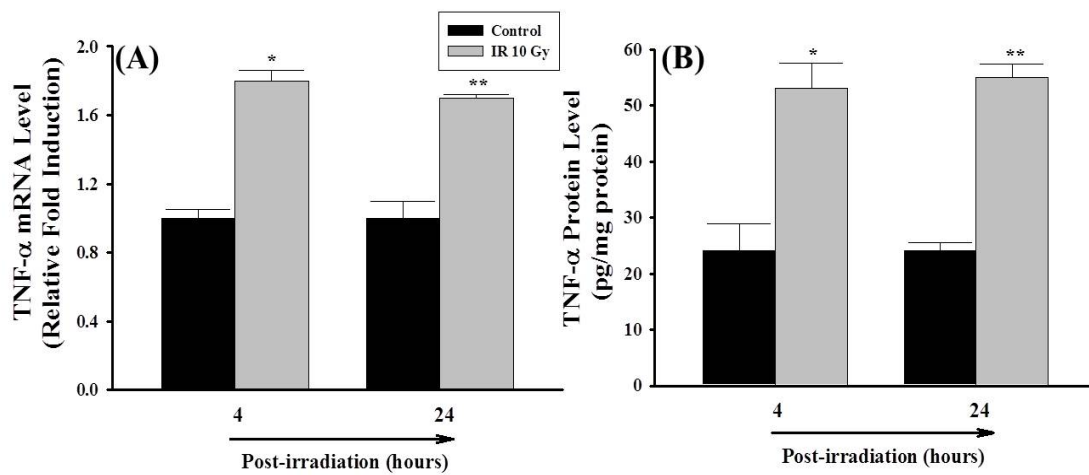 (A)
Control
IR 10 Gy
TNF-α mRNA Level
(Relative Fold Induction)
2.0
1.6
1.2
0.8
0.4
0.0
*
**
4 24
Post-irradiation (hours)
(B)
TNF-α Protein Level
(pg/mg protein)
60
50
40
30
20
10
0
*
**
4 24
Post-irradiation (hours)